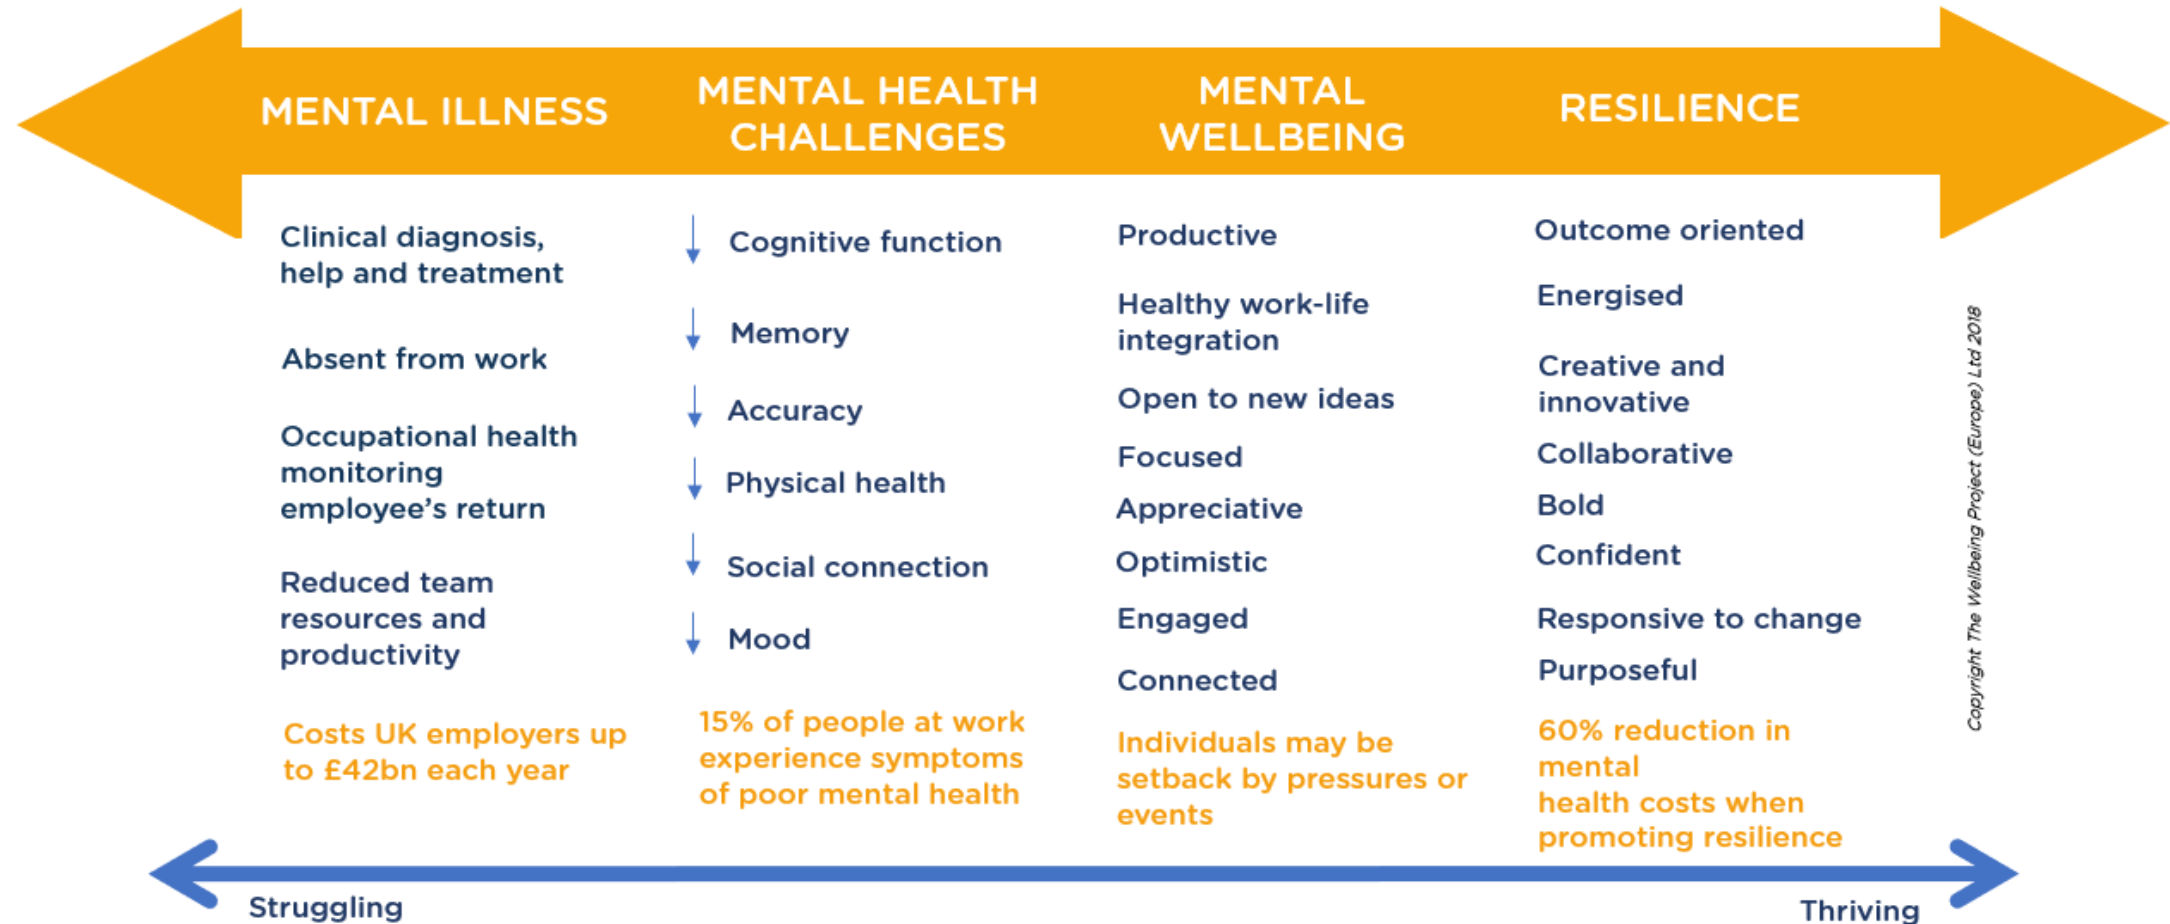 MENTAL ILLNESS
MENTAL HEALTH
CHALLENGES
MENTAL
WELLBEING
RESILIENCE
Clinical diagnosis,
help and treatment
Absent from work
Occupational health
monitoring
employee's return
Reduced team
resources and
productivity
Costs UK employers up
to £42bn each year
Cognitive function
Memory
Accuracy
Physical health
Social connection
Mood
15% of people at work
experience symptoms
of poor mental health
Productive
Healthy work-life
integration
Open to new ideas
Focused
Appreciative
Optimistic
Engaged
Connected
Individuals may be
setback by pressures or
events
Outcome oriented
Energised
Creative and
innovative
Collaborative
Bold
Confident
Responsive to change
Purposeful
60% reduction in
mental
health costs when
promoting resilience
Copyright The Wellbeing Project (Europe) Ltd 2018
Struggling
Thriving